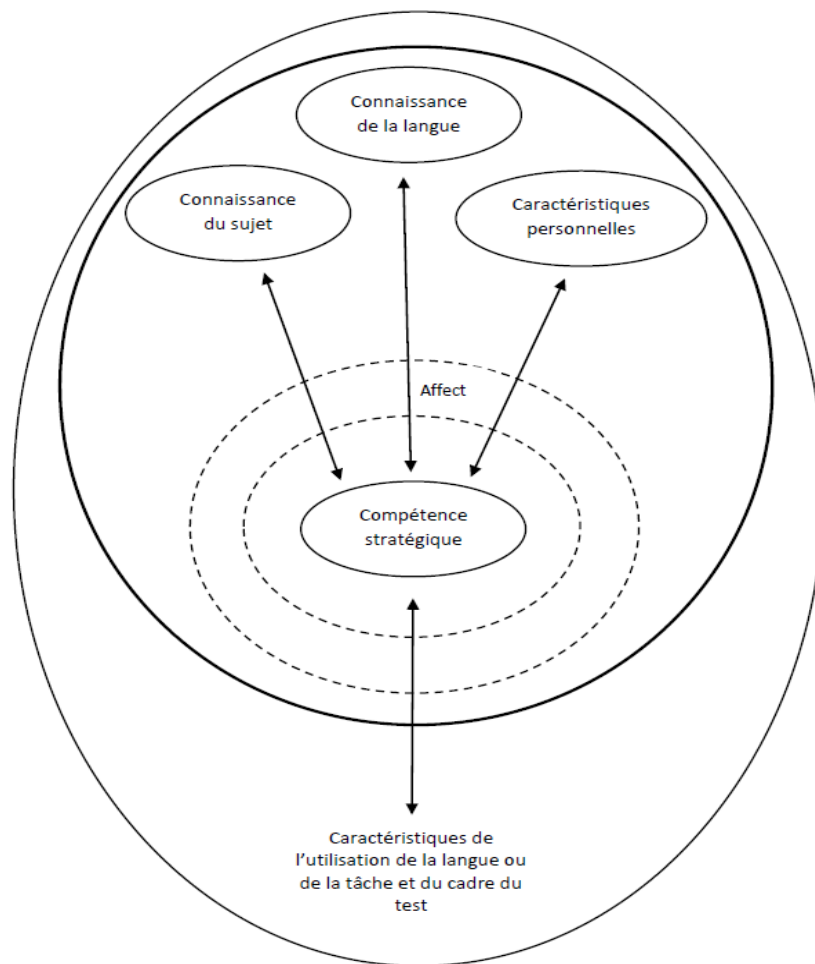 Connaissance
de la langue
Connaissance
du sujet
Caractéristiques
personnelles
Affect
Compétence
stratégique
Caractéristiques de
l'utilisation de la langue ou
de la tâche et du cadre du
test